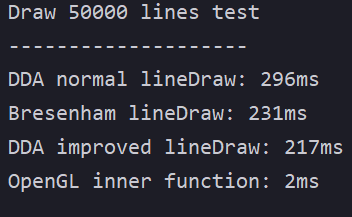 Draw 50000 lines test
--------------------
DDA normal lineDraw: 296ms
Bresenham lineDraw: 231ms
DDA improved lineDraw: 217ms
OpenGL inner function: 2ms